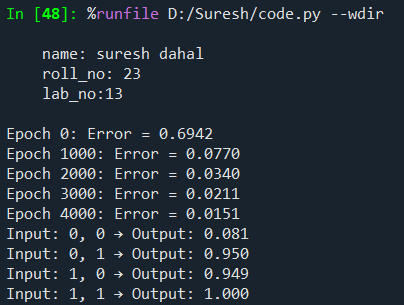 In [48]: %runfile D:/Suresh/code.py --wdir
name: suresh dahal
roll_no: 23
lab_no:13
Epoch 0: Error = 0.6942
Epoch 1000: Error = 0.0770
Epoch 2000: Error = 0.0340
Epoch 3000: Error = 0.0211
Epoch 4000: Error = 0.0151
Input: 0, 0 → Output: 0.081
Input: 0, 1 → Output: 0.950
Input: 1, 0 → Output: 0.949
Input: 1, 1 → Output: 1.000